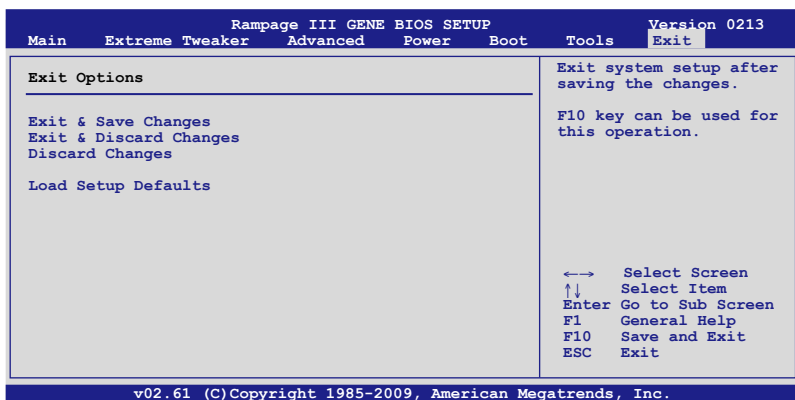 Rampage III GENE BIOS SETUP Version 0213
Main Extreme Tweaker Advanced Power Boot Tools Exit
Exit Options
Exit & Save Changes
Exit & Discard Changes
Discard Changes
Load Setup Defaults
Exit system setup after
saving the changes.
F10 key can be used for
this operation.
←→ Select Screen
↑↓ Select Item
Enter Go to Sub Screen
F1 General Help
F10 Save and Exit
ESC Exit
v02.61 (C)Copyright 1985-2009, American Megatrends, Inc.